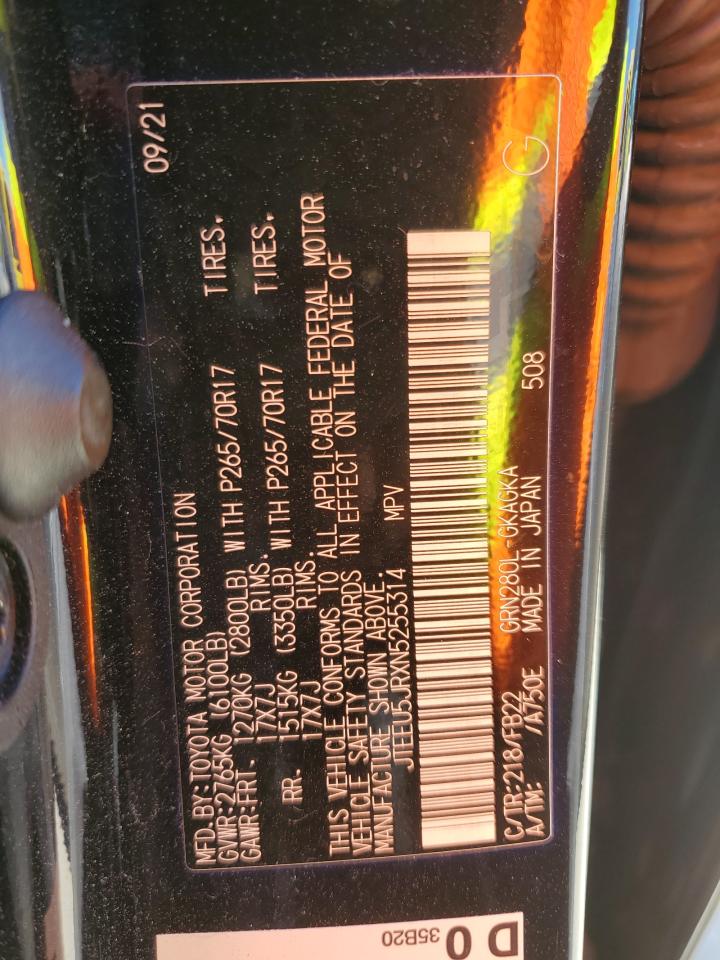 09/21
MFD. BY: TOYOTA MOTOR CORPORATION
GVWR: 2765KG (6100LB)
GAWR: FRT. 1270KG (2800LB) WITH P265/70R17 TIRES.
17X7J RIMS.
RR. 1515KG (3350LB) WITH P265/70R17 TIRES.
17X7J RIMS.
THIS VEHICLE CONFORMS TO ALL APPLICABLE FEDERAL MOTOR
VEHICLE SAFETY STANDARDS IN EFFECT ON THE DATE OF
MANUFACTURE SHOWN ABOVE.
JTEEU5JRXN5255314 MPV
C/TR: 218/FB22 GRN280L-GKAGKA 508
A/TM: /A750E MADE IN JAPAN G
D 0
35B20